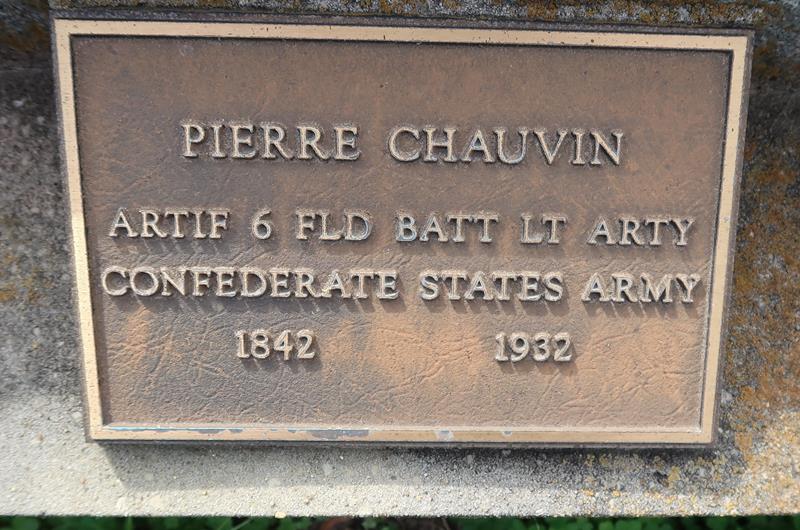 PIERRE CHAUVIN
ARTIF 6 FLD BATT LT ARTY
CONFEDERATE STATES ARMY
1842 1932